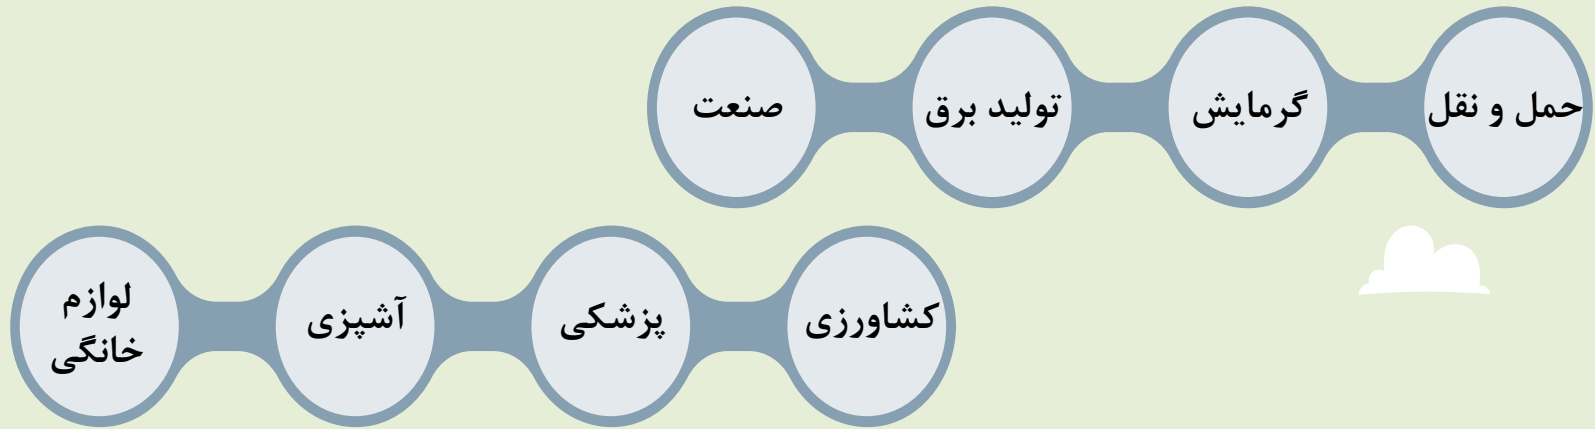 حمل و نقل
گرمایش
تولید برق
صنعت
کشاورزی
پزشکی
آشپزی
لوازم
خانگی